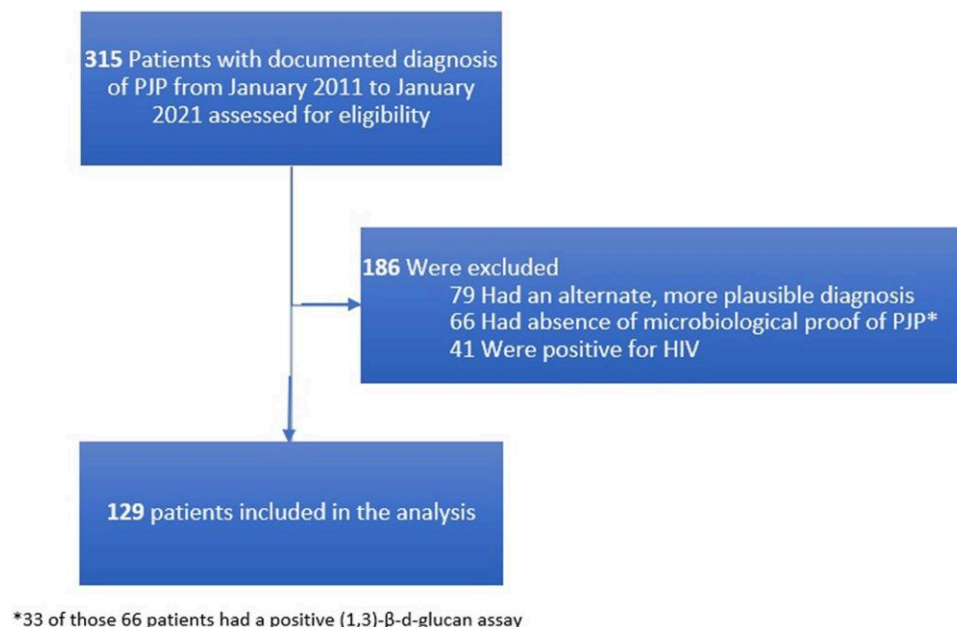 315 Patients with documented diagnosis
of PJP from January 2011 to January
2021 assessed for eligibility
186 Were excluded
79 Had an alternate, more plausible diagnosis
66 Had absence of microbiological proof of PJP*
41 Were positive for HIV
129 patients included in the analysis
*33 of those 66 patients had a positive (1,3)-β-d-glucan assay